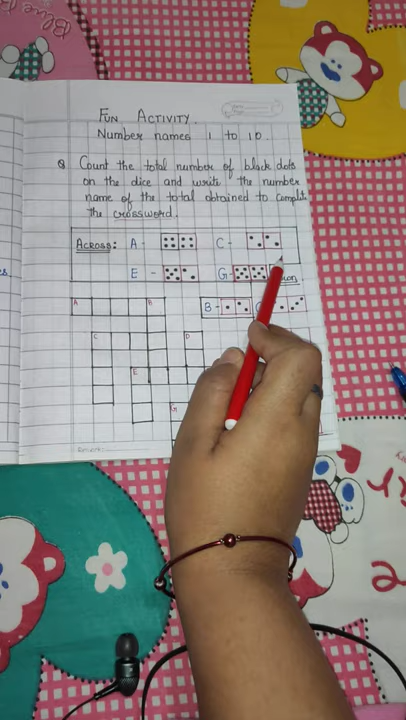 FUN ACTIVITY.
Number names 1 to 10
Q Count the total number of black dots
on the dice and write the number
name of the total obtained to complete
the crossword.
Across: A - C -
E - G -
B -
A B
C D
E
G
Remark: